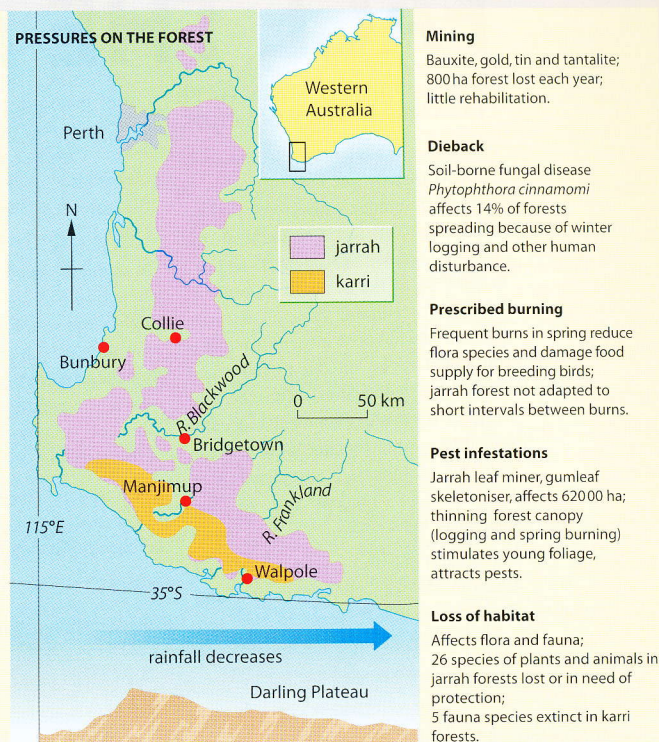 PRESSURES ON THE FOREST
Western
Australia
Perth
N
jarrah
karri
Collie
Bunbury
R. Blackwood
0 50 km
Bridgetown
Manjimup
R. Frankland
115°E
Walpole
35°S
rainfall decreases
Darling Plateau
Mining
Bauxite, gold, tin and tantalite;
800 ha forest lost each year;
little rehabilitation.
Dieback
Soil-borne fungal disease
Phytophthora cinnamomi
affects 14% of forests
spreading because of winter
logging and other human
disturbance.
Prescribed burning
Frequent burns in spring reduce
flora species and damage food
supply for breeding birds;
jarrah forest not adapted to
short intervals between burns.
Pest infestations
Jarrah leaf miner, gumleaf
skeletoniser, affects 62 000 ha;
thinning forest canopy
(logging and spring burning)
stimulates young foliage,
attracts pests.
Loss of habitat
Affects flora and fauna;
26 species of plants and animals in
jarrah forests lost or in need of
protection;
5 fauna species extinct in karri
forests.